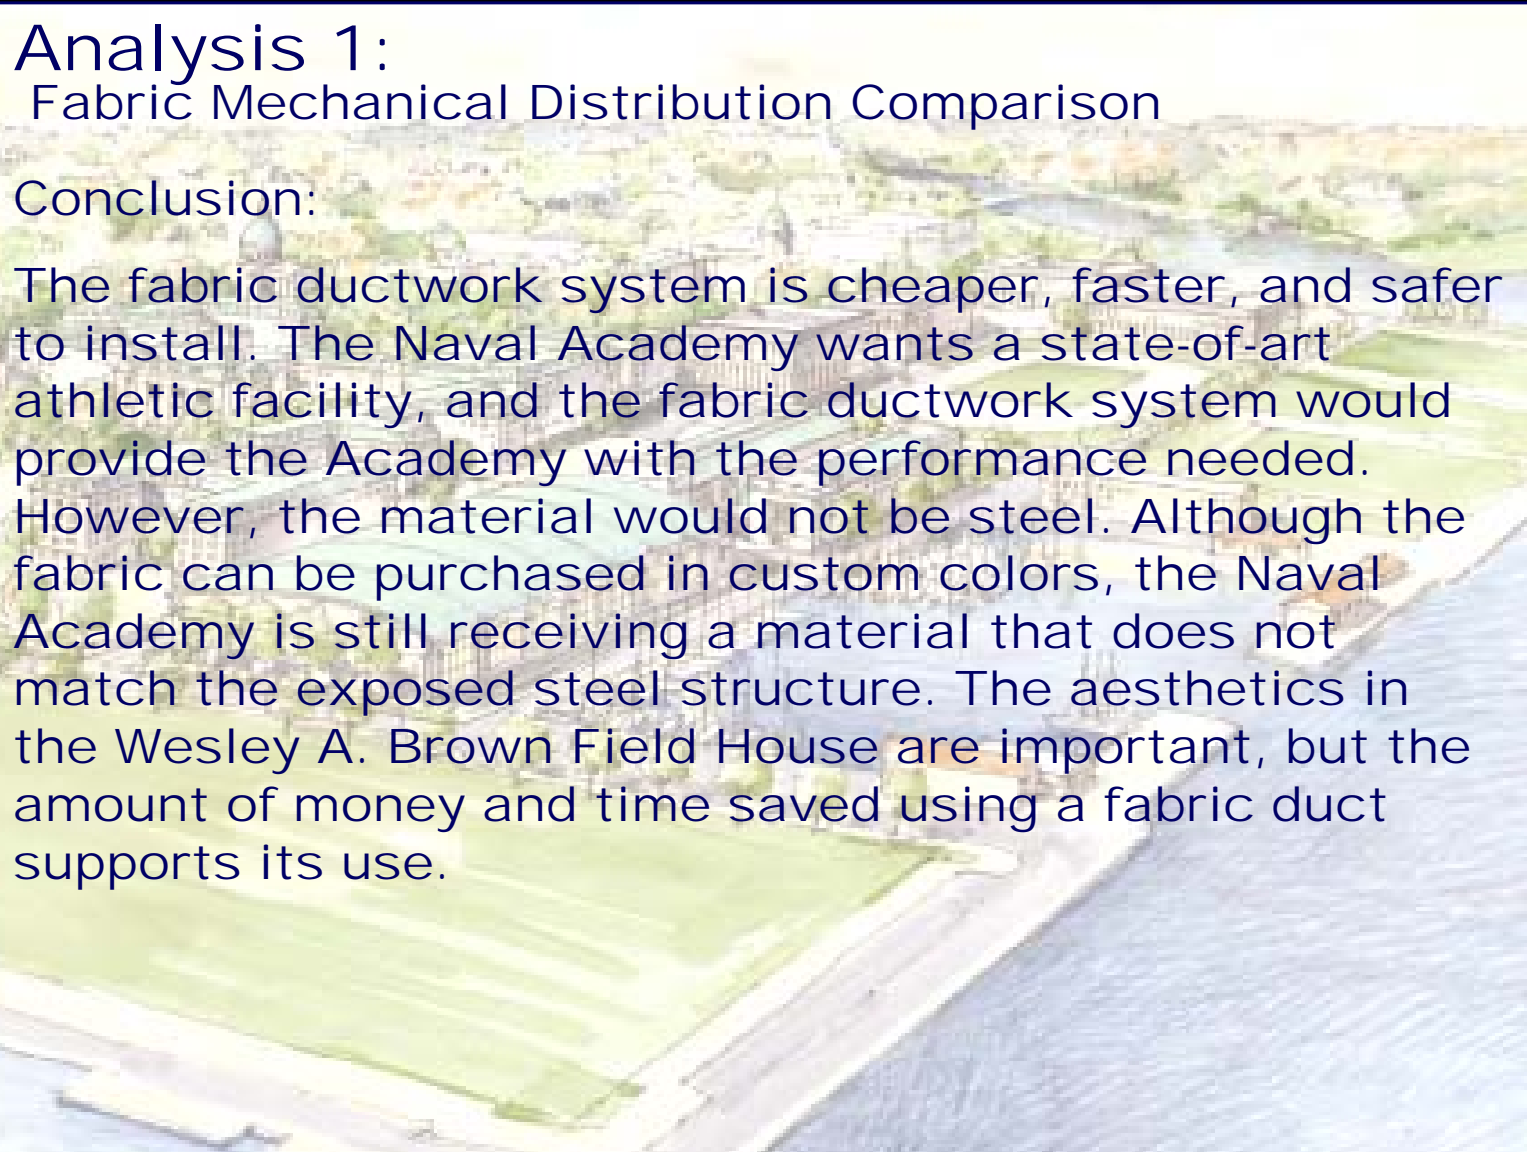 Analysis 1:
Fabric Mechanical Distribution Comparison
Conclusion:
The fabric ductwork system is cheaper, faster, and safer
to install. The Naval Academy wants a state-of-art
athletic facility, and the fabric ductwork system would
provide the Academy with the performance needed.
However, the material would not be steel. Although the
fabric can be purchased in custom colors, the Naval
Academy is still receiving a material that does not
match the exposed steel structure. The aesthetics in
the Wesley A. Brown Field House are important, but the
amount of money and time saved using a fabric duct
supports its use.